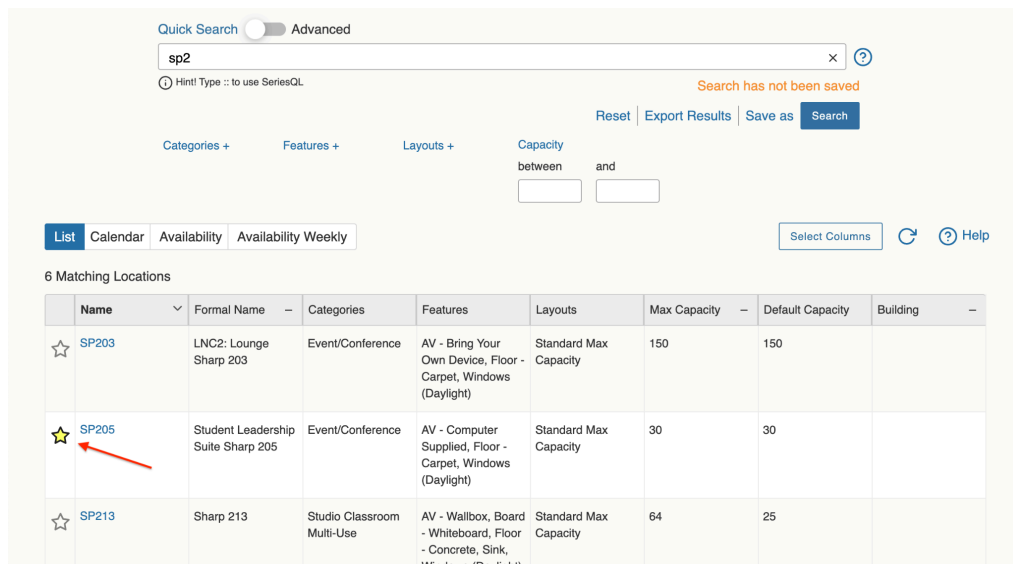 Quick Search Advanced
sp2
Hint! Type :: to use SeriesQL
Search has not been saved
Reset Export Results Save as Search
Categories + Features + Layouts + Capacity
between and
List Calendar Availability Availability Weekly Select Columns Help
6 Matching Locations
Name Formal Name Categories Features Layouts Max Capacity Default Capacity Building
SP203 LNC2: Lounge Event/Conference AV - Bring Your Standard Max 150 150
Sharp 203 Own Device, Floor - Capacity
Carpet, Windows
(Daylight)
SP205 Student Leadership Event/Conference AV - Computer Standard Max 30 30
Suite Sharp 205 Supplied, Floor - Capacity
Carpet, Windows
(Daylight)
SP213 Sharp 213 Studio Classroom AV - Wallbox, Board Standard Max 64 25
Multi-Use - Whiteboard, Floor Capacity
- Concrete, Sink,